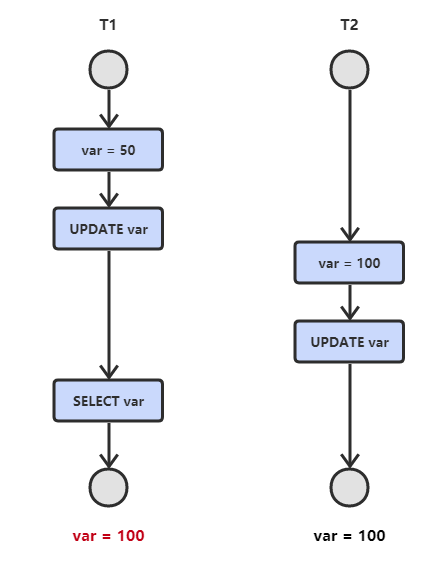 T1
T2
var = 50
UPDATE var
var = 100
UPDATE var
SELECT var
var = 100
var = 100